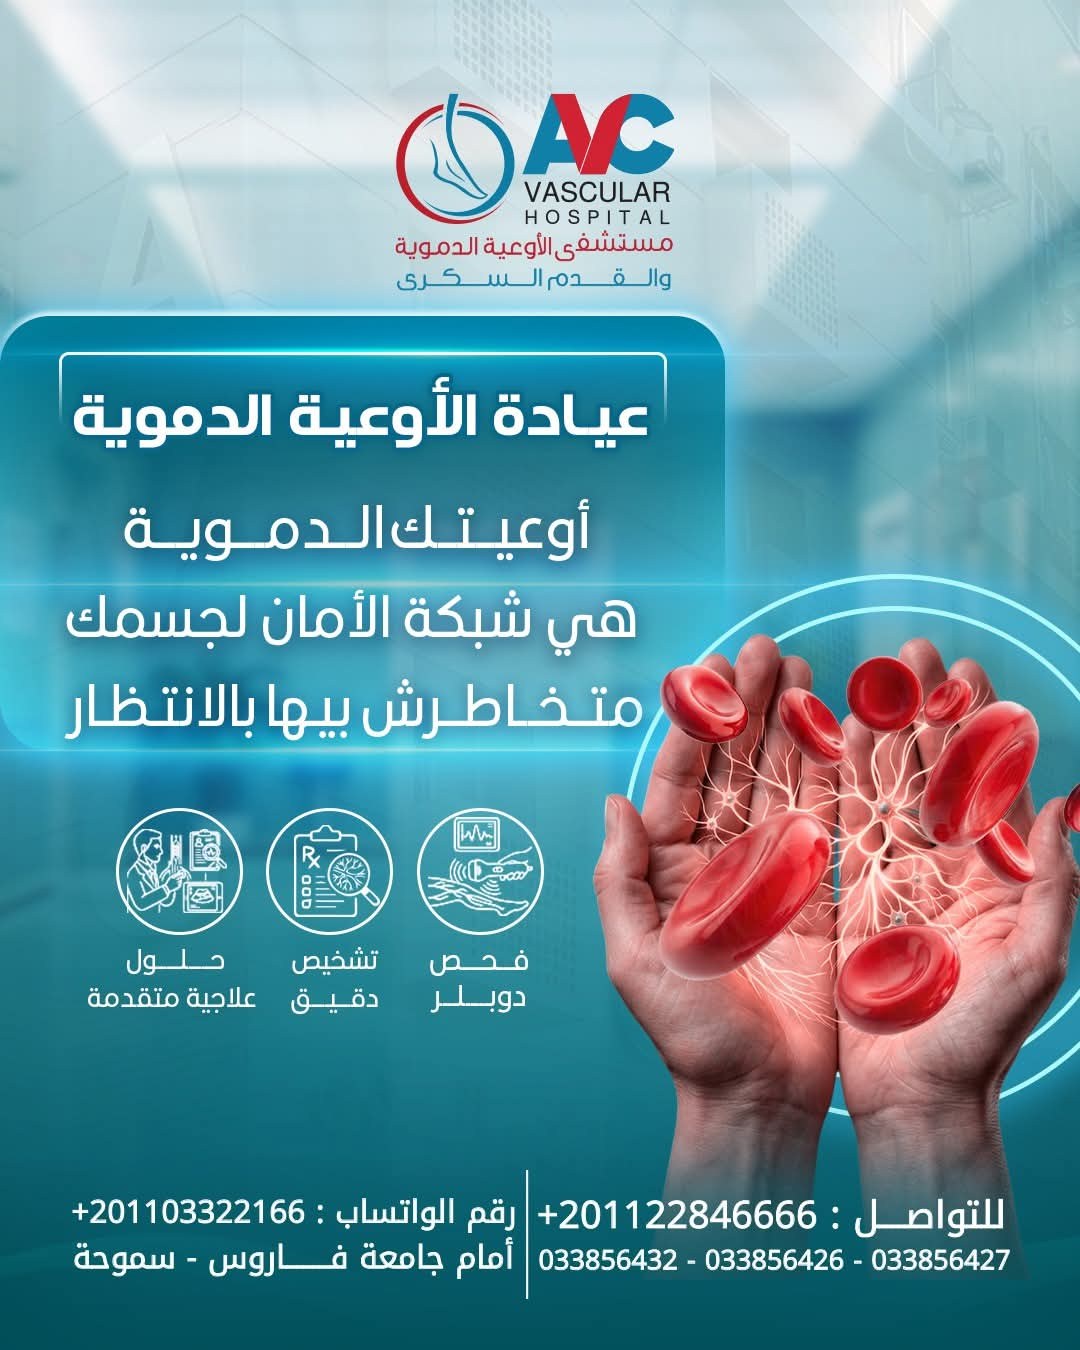 AVC
VASCULAR
HOSPITAL
مستشفى الأوعية الدموية
والقدم السكرى
عيادة الأوعية الدموية
أوعيتك الدموية
هي شبكة الأمان لجسمك
متخاطرش بيها بالانتظار
فحص
دوبلر
تشخيص
دقيق
حلول
علاجية متقدمة
Rx
للتواصل : 201122846666+
033856432 - 033856426 - 033856427
رقم الواتساب : 201103322166+
أمام جامعة فاروس - سموحة